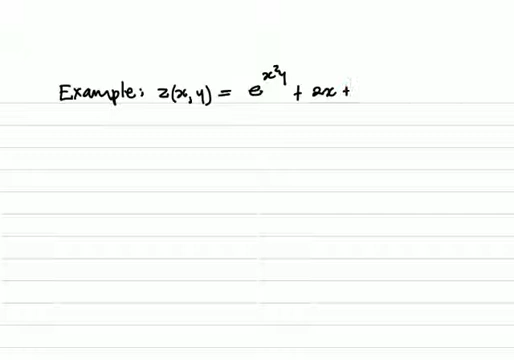 Example: z(x, y) = e^{x²y} + 2x +